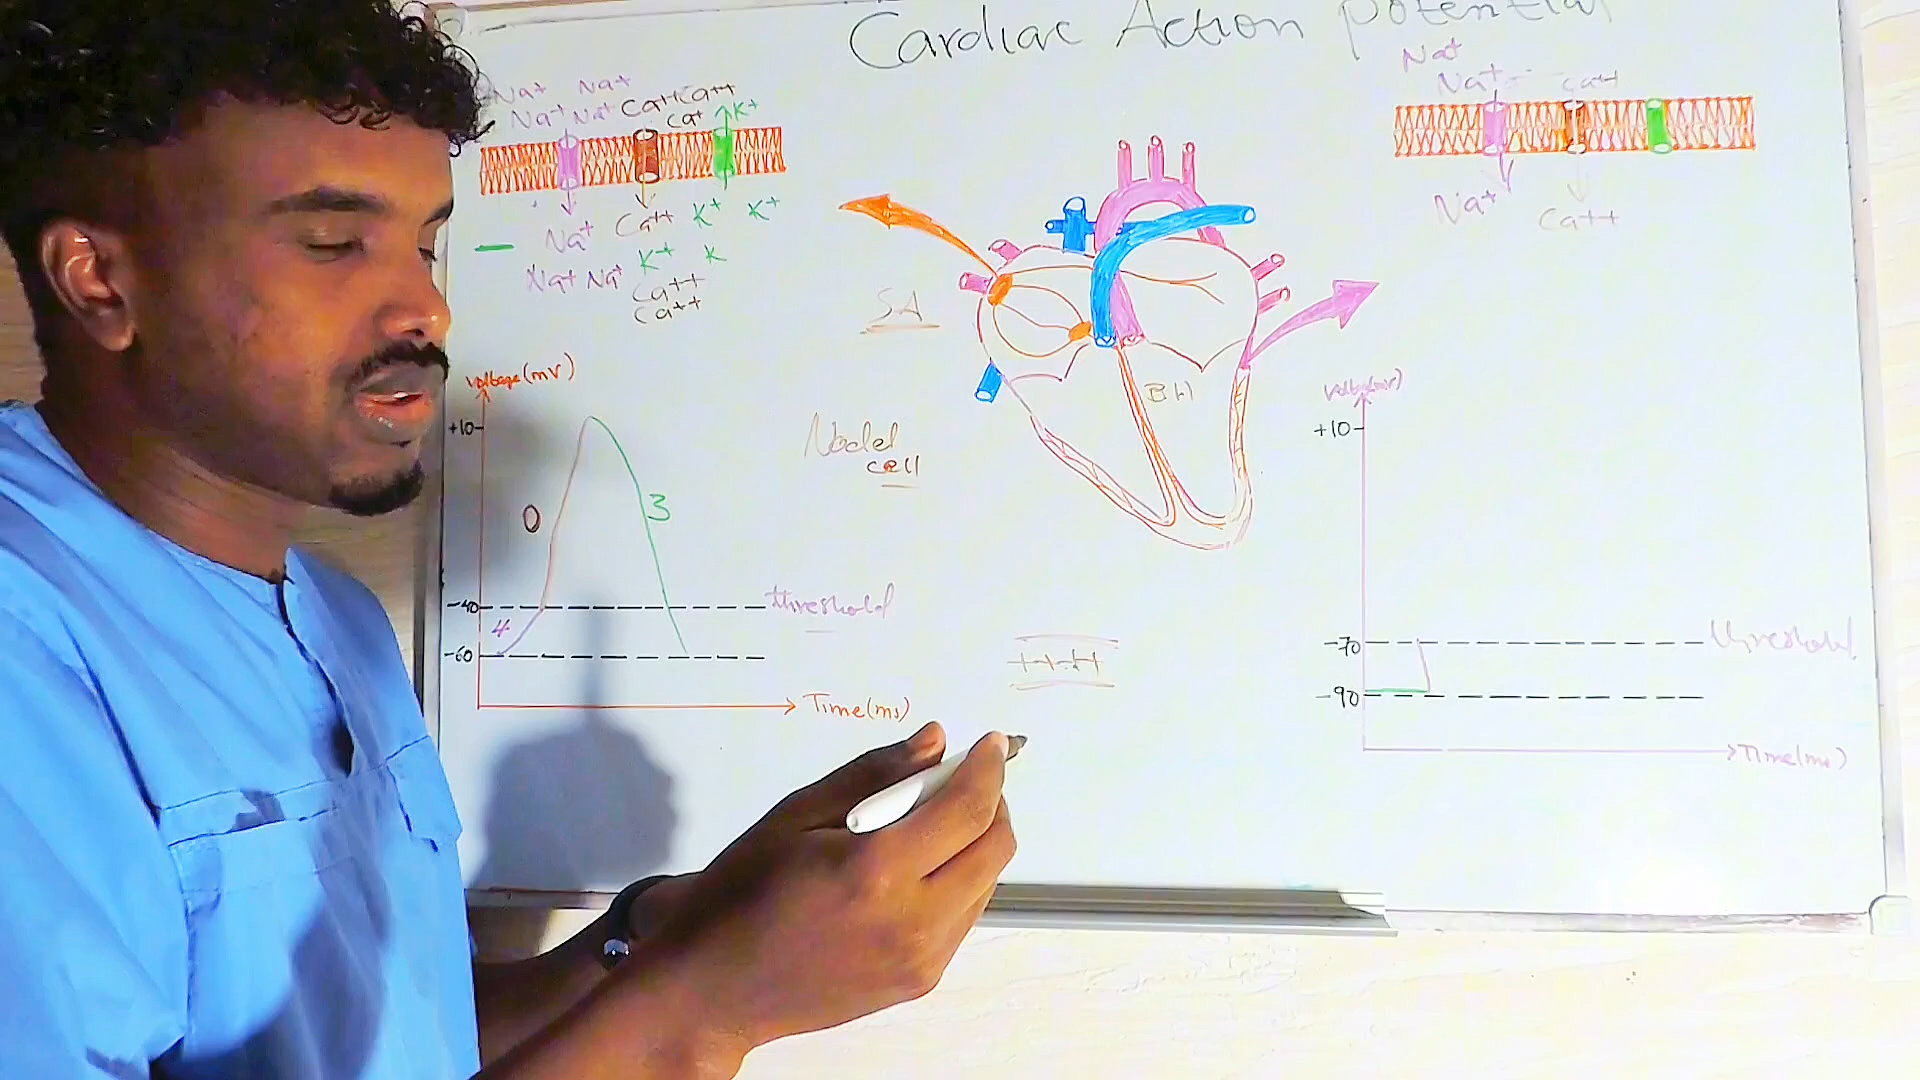 Cardiac Action potential
Na+ Na+
Na+ Na+ Ca++ Ca++
Ca+ K+
Na+ Ca++ K+ K+
Na+ Na+ K+ K
Ca++
Ca++
Voltage(mV)
+10
0
3
-40
threshold
4
-60
Time(ms)
SA
Nodel
cell
BH
++-++
Na+
Na+ Ca++
Na+ Ca++
+10
-70
threshold
-90
Time(ms)